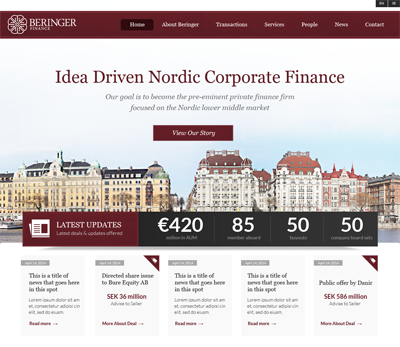 EN
SE
BERINGER
FINANCE
Home
About Beringer
Transactions
Services
People
News
Contact
Idea Driven Nordic Corporate Finance
Our goal is to become the pre-eminent private finance firm
focused on the Nordic lower middle market
View Our Story
LATEST UPDATES
Latest deals & updates offered
€420
million in AUM
85
member aboard
50
buyouts
50
company board sets
April 14, 2014
This is a title of
news that goes here
in this spot
Lorem ipsum dolor sit
am et, consectetur adipisic
elit, sed do eiusm.
Read more →
April 14, 2014
Directed share issue
to Bure Equity AB
SEK 36 million
Advise to Seller
More About Deal →
April 14, 2014
This is a title of
news that goes here
in this spot
Lorem ipsum dolor sit
am et, consectetur adipisici
elit, sed do eiusm.
Read more →
April 14, 2014
This is a title of
news that goes here
in this spot
Lorem ipsum dolor sit
am et, consectetur adipisici
elit, sed do eiusm.
Read more →
April 14, 2014
Public offer by Danir
SEK 586 million
Advise to Seller
More About Deal →